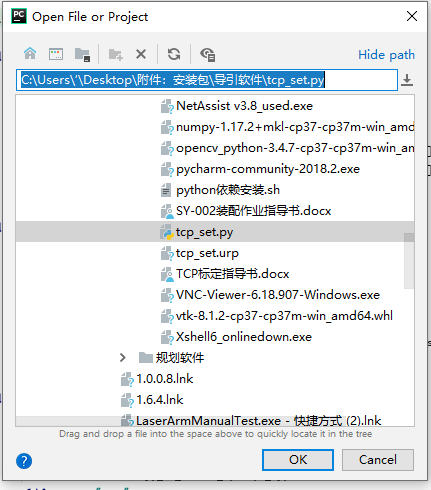 PC Open File or Project
Hide path
C:\Users\'\Desktop\附件：安装包\导引软件\tcp_set.py
NetAssist v3.8_used.exe
numpy-1.17.2+mkl-cp37-cp37m-win_amd
opencv_python-3.4.7-cp37-cp37m-win_am
pycharm-community-2018.2.exe
python依赖安装.sh
SY-002装配作业指导书.docx
tcp_set.py
tcp_set.urp
TCP标定指导书.docx
VNC-Viewer-6.18.907-Windows.exe
vtk-8.1.2-cp37-cp37m-win_amd64.whl
Xshell6_onlinedown.exe
规划软件
1.0.0.8.lnk
1.6.4.lnk
LaserArmManualTest.exe - 快捷方式 (2).lnk
Drag and drop a file into the space above to quickly locate it in the tree
? OK Cancel